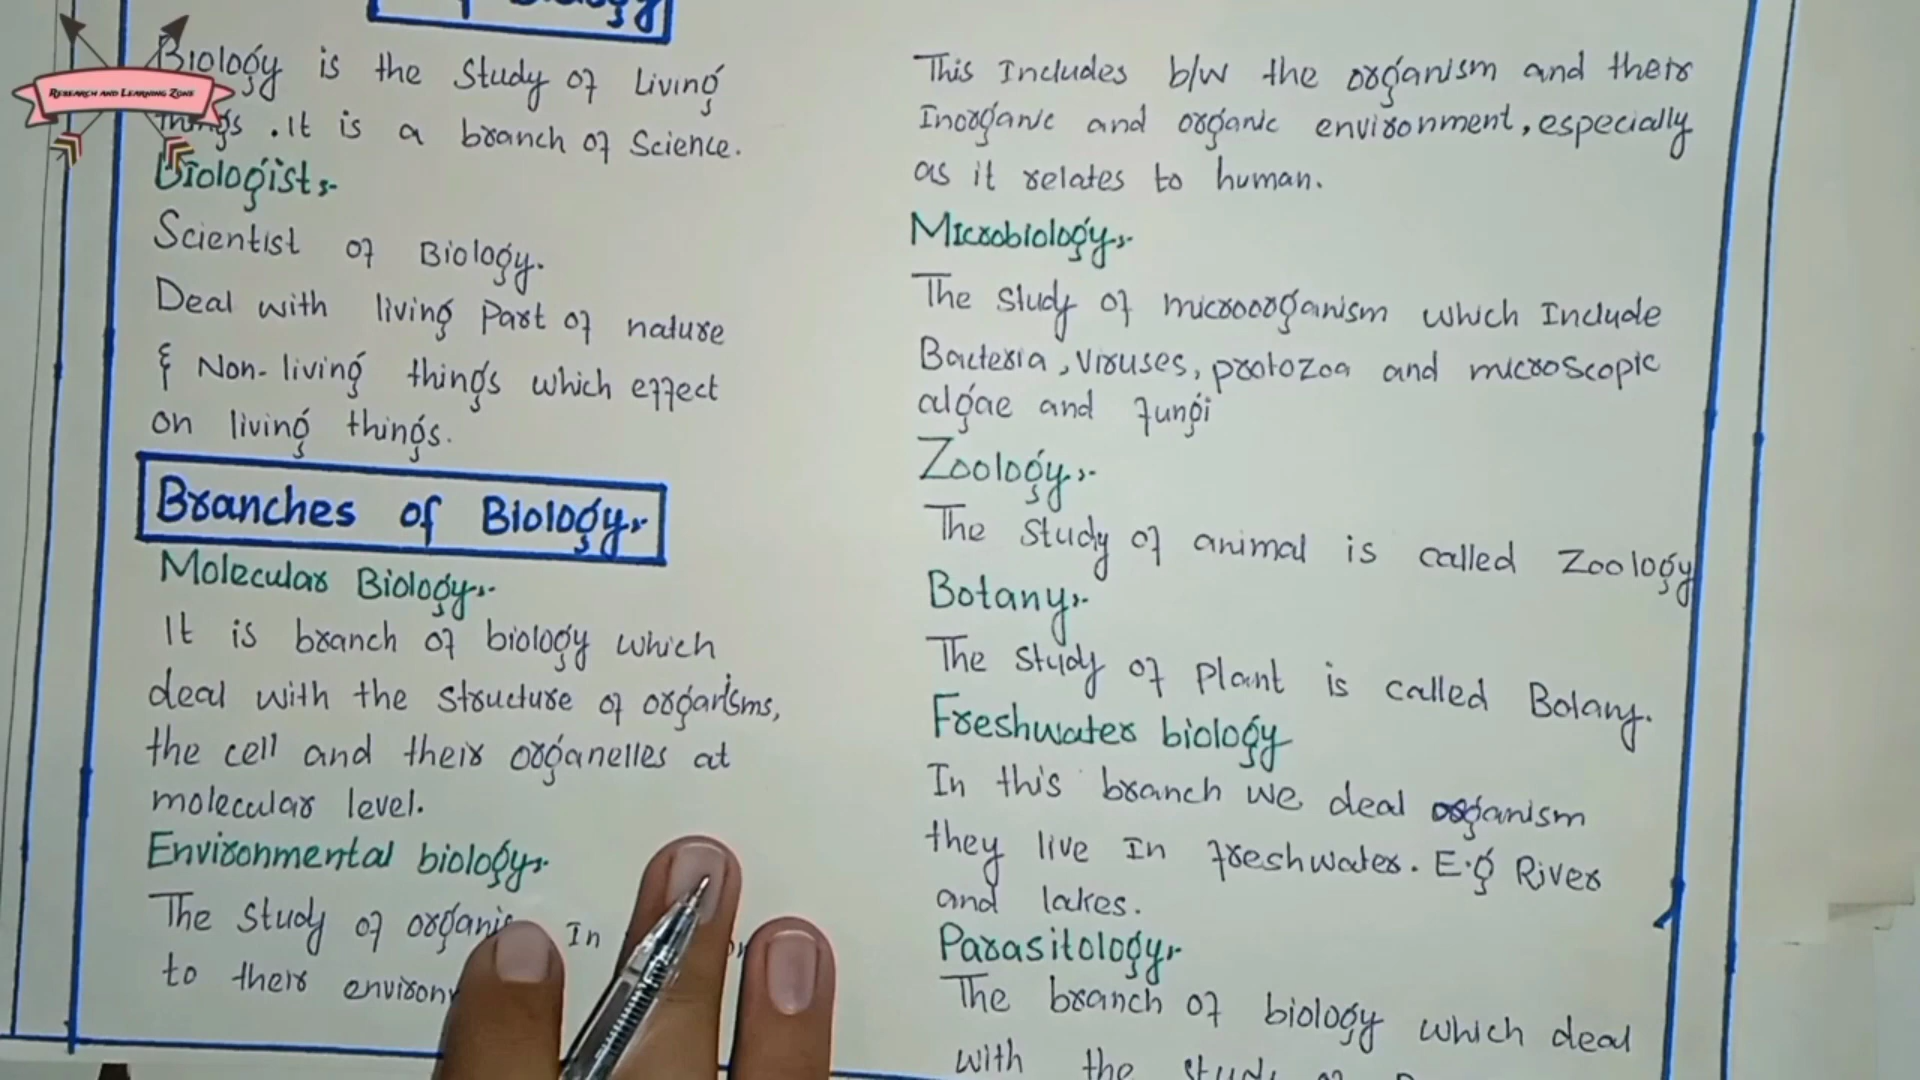 Biology
RESEARCH AND LEARNING ZONE
Biology is the Study of Living
things. It is a branch of Science.
Biologist:-
Scientist of Biology.
Deal with living Part of nature
& Non-living things which effect
on living things.
Branches of Biology:-
Molecular Biology:-
It is branch of biology which
deal with the structure of organisms,
the cell and their organelles at
molecular level.
Environmental biology:-
The study of In
to their
This Includes b/w the organism and their
Inorganic and organic environment, especially
as it relates to human.
Microbiology:-
The study of microorganism which Include
Bacteria, Viruses, protozoa and microscopic
algae and fungi
Zoology:-
The study of animal is called Zoology
Botany:-
The study of Plant is called Botany.
Freshwater biology
In this branch we deal organism
they live In freshwater. E.g River
and lakes.
Parasitology:-
The branch of biology which deal
with the